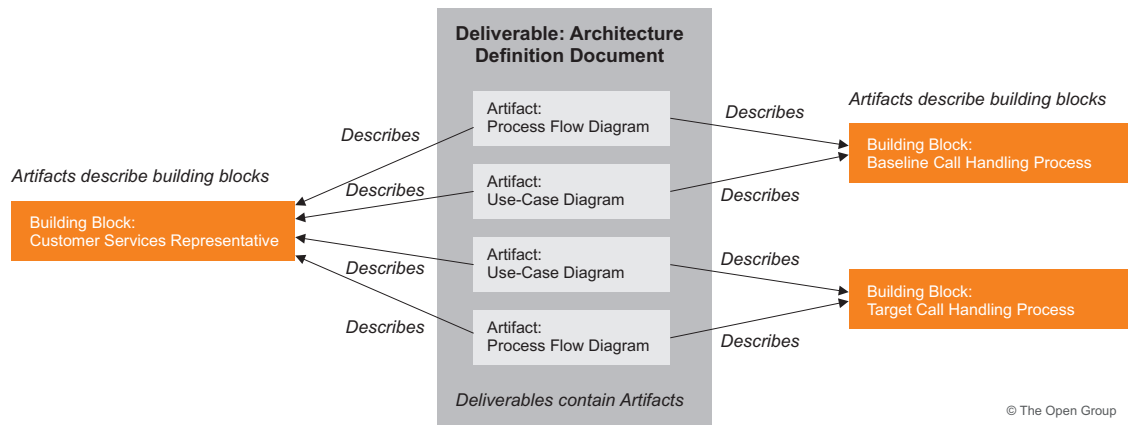 Deliverable: Architecture
Definition Document
Artifact:
Process Flow Diagram
Artifact:
Use-Case Diagram
Artifact:
Use-Case Diagram
Artifact:
Process Flow Diagram
Deliverables contain Artifacts
Describes
Describes
Describes
Describes
Artifacts describe building blocks
Building Block:
Customer Services Representative
Describes
Describes
Describes
Describes
Artifacts describe building blocks
Building Block:
Baseline Call Handling Process
Building Block:
Target Call Handling Process
© The Open Group